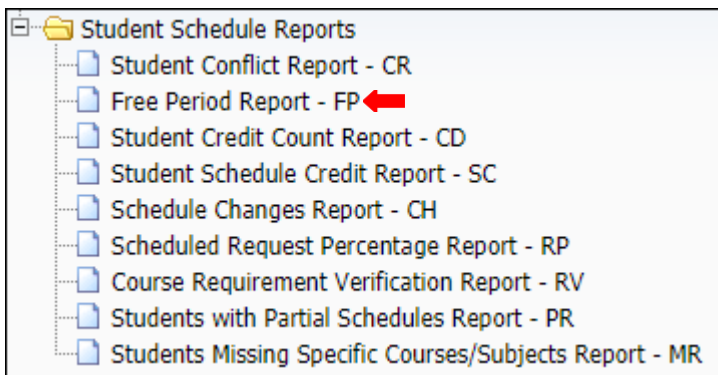 Student Schedule Reports
Student Conflict Report - CR
Free Period Report - FP
Student Credit Count Report - CD
Student Schedule Credit Report - SC
Schedule Changes Report - CH
Scheduled Request Percentage Report - RP
Course Requirement Verification Report - RV
Students with Partial Schedules Report - PR
Students Missing Specific Courses/Subjects Report - MR